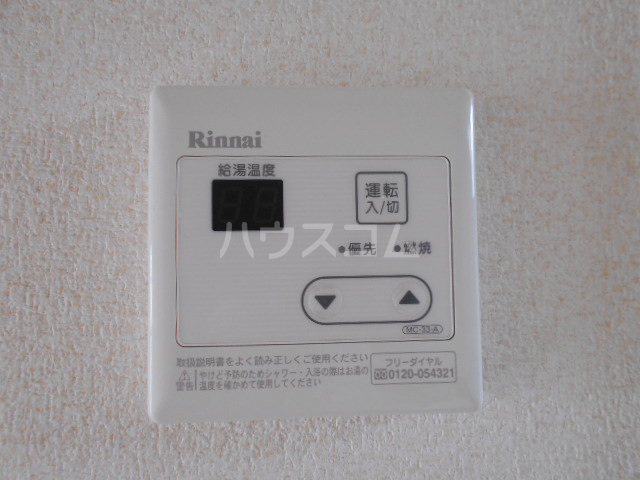 Rinnai
給湯温度
運転
入/切
ハウスコム
優先
燃焼
MC-33-A
取扱説明書をよく読み正しくご使用ください
警告
やけど予防のためシャワー・入浴の際はお湯の
温度を確かめて使用してください
フリーダイヤル
0120-054321